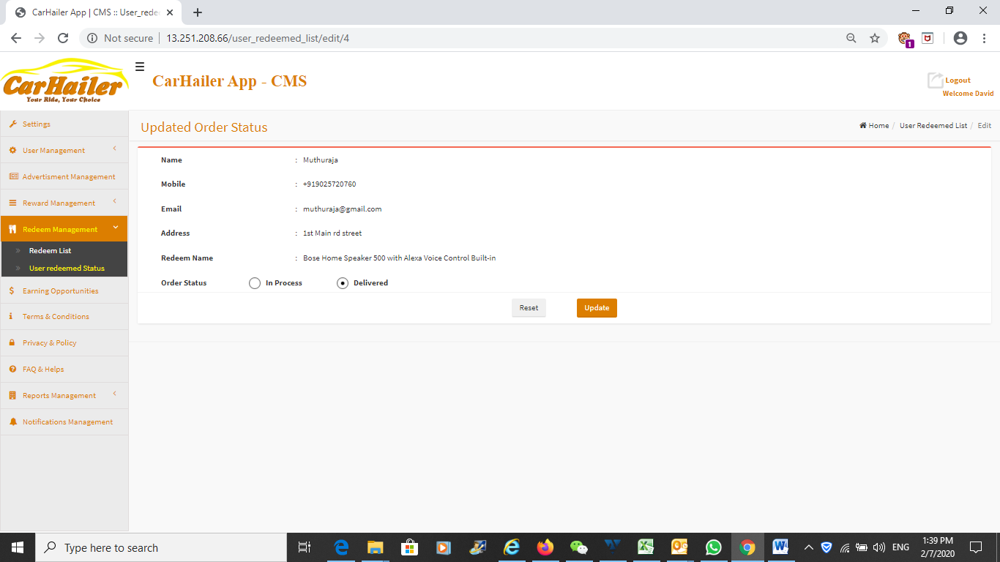 CarHailer App | CMS :: User_rede
Not secure
13.251.208.66/user_redeemed_list/edit/4
1
CarHailer
Your Ride, Your Choice
CarHailer App - CMS
Logout
Welcome David
Settings
User Management
Advertisment Management
Reward Management
Redeem Management
Redeem List
User redeemed Status
Earning Opportunities
Terms & Conditions
Privacy & Policy
FAQ & Helps
Reports Management
Notifications Management
Updated Order Status
Home / User Redeemed List / Edit
Name : Muthuraja
Mobile : +919025720760
Email : muthuraja@gmail.com
Address : 1st Main rd street
Redeem Name : Bose Home Speaker 500 with Alexa Voice Control Built-in
Order Status In Process Delivered
Reset Update
Type here to search
ENG
1:39 PM
2/7/2020